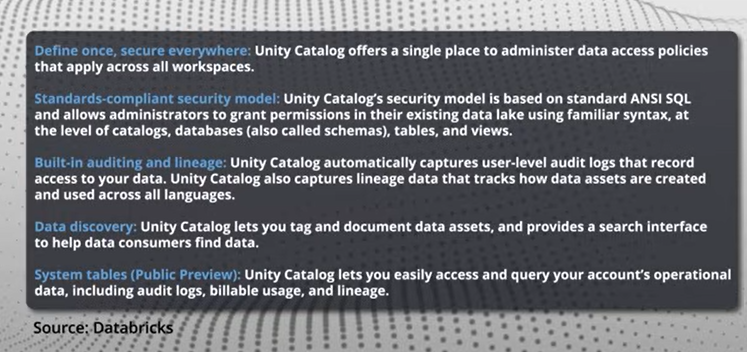 Define once, secure everywhere: Unity Catalog offers a single place to administer data access policies
that apply across all workspaces.
Standards-compliant security model: Unity Catalog's security model is based on standard ANSI SQL
and allows administrators to grant permissions in their existing data lake using familiar syntax, at
the level of catalogs, databases (also called schemas), tables, and views.
Built-in auditing and lineage: Unity Catalog automatically captures user-level audit logs that record
access to your data. Unity Catalog also captures lineage data that tracks how data assets are created
and used across all languages.
Data discovery: Unity Catalog lets you tag and document data assets, and provides a search interface
to help data consumers find data.
System tables (Public Preview): Unity Catalog lets you easily access and query your account's operational
data, including audit logs, billable usage, and lineage.
Source: Databricks